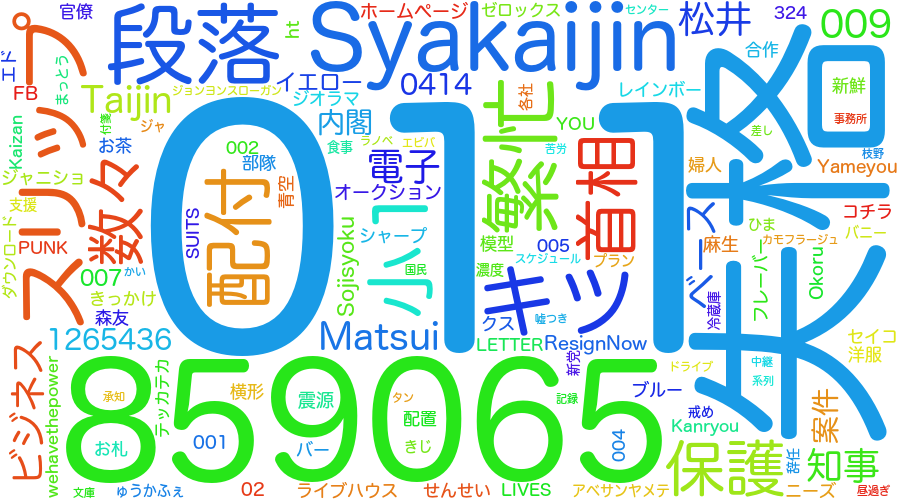 官僚
ホームページ
ゼロックス
センター
324
009
段落
Syakaijin
松井
エド
プ
FB
まっとう
Taijin
ht
ジョンヨンスローガン
イエロー
0414
各社
レインボー
合作
新鮮
ジオラマ
内閣
YOU
差し
事務所
Kaizan
付箋
ジャ
お茶
002
食事
ラノベ
エビバ
苦労
枝野
ジャニショ
部隊
電子
繁忙
首相
婦人
Yameyou
支援
数々
青空
オークション
失格
コチラ
スリップ
SUITS
配付
011
小1
シャープ
模型
005
ベース
ひま
バニー
PUNK
麻生
カモフラージュ
ダウンロード
007
かい
Sojisyoku
国民
濃度
スケジュール
プラン
フレーバー
Okoru
きっかけ
キツ
冷蔵庫
森友
1265436
Matsui
クス
嘘つき
セイコ
LETTER
ResignNow
洋服
ビジネス
wehavethepower
テッカテカ
859065
新党
中継
系列
ドライブ
承知
横形
震源
タン
配置
記録
ブルー
戒め
Kanryou
案件
お札
001
バー
きじ
004
保護
辞任
知事
文庫
ゅうかふぇ
02
ライブハウス
せんせい
LIVES
アベサンヤメテ
ニーズ
昼過ぎ